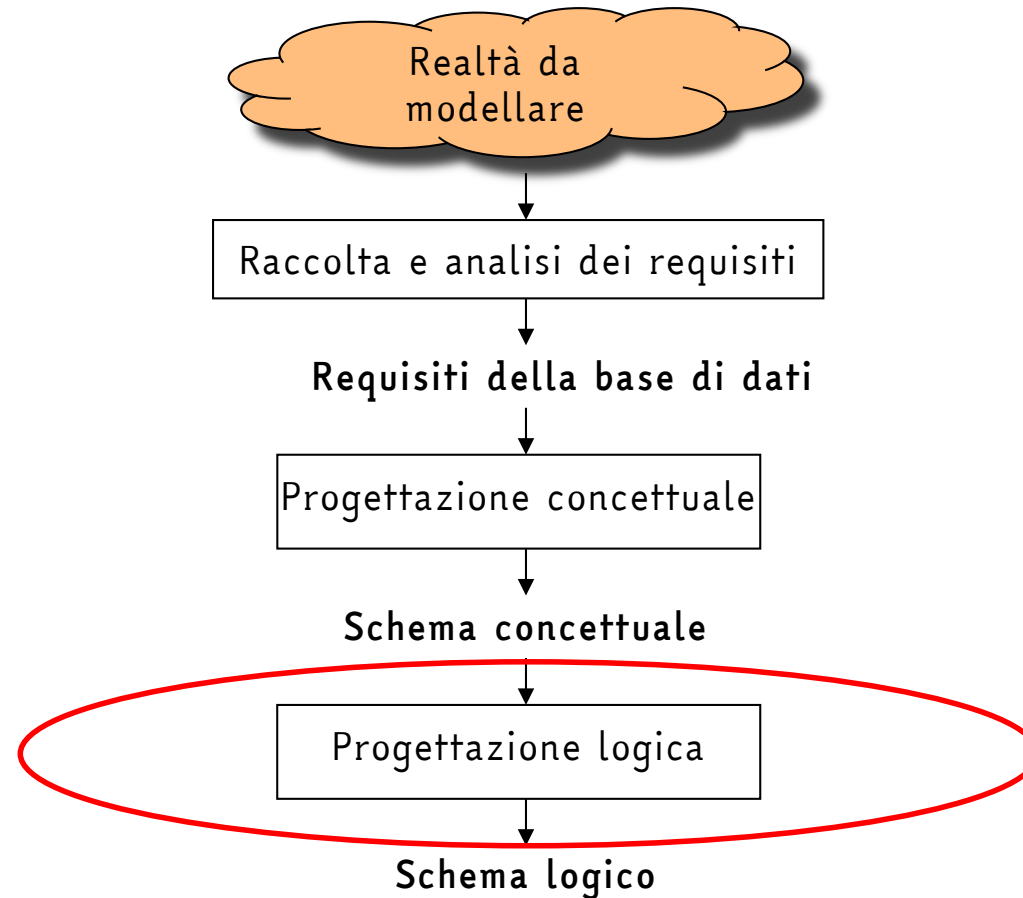 Realtà da
modellare
Raccolta e analisi dei requisiti
Requisiti della base di dati
Progettazione concettuale
Schema concettuale
Progettazione logica
Schema logico